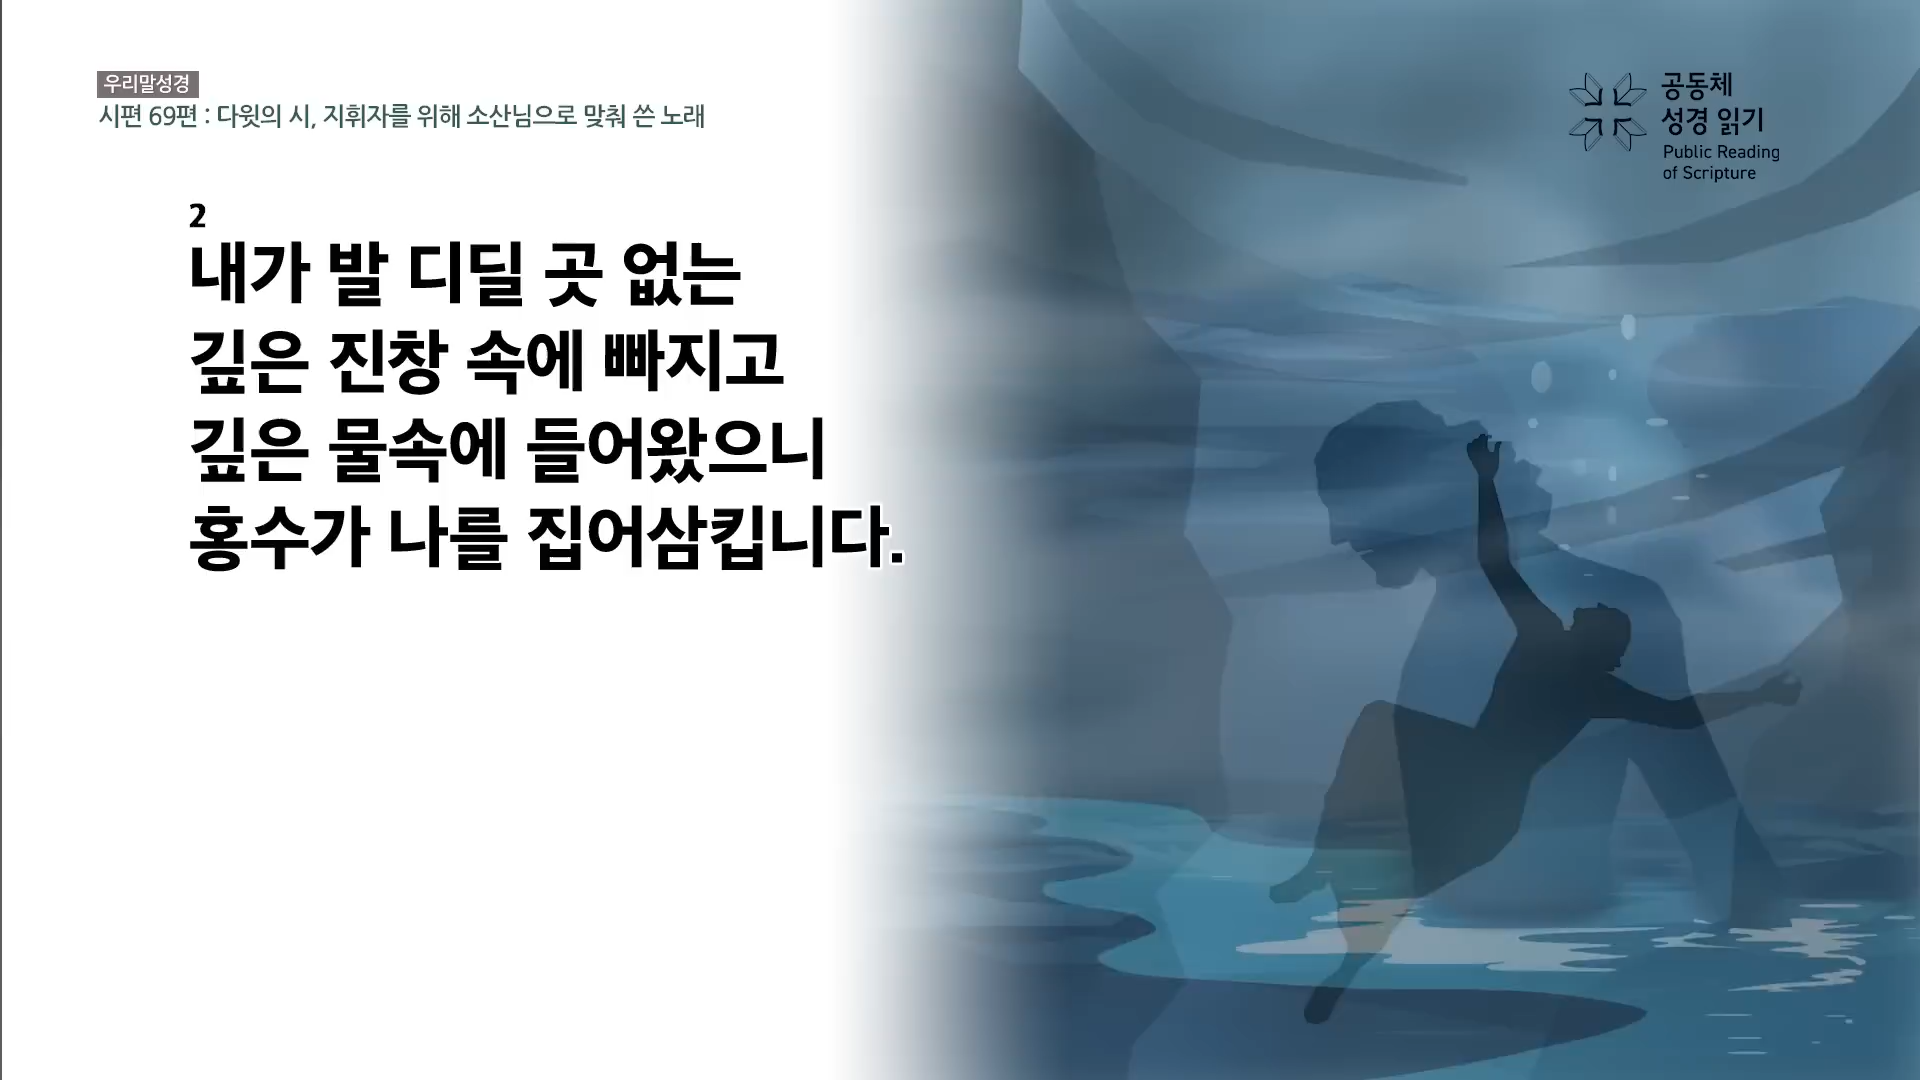 우리말성경
시편 69편 : 다윗의 시, 지휘자를 위해 소산님으로 맞춰 쓴 노래
2
내가 발 디딜 곳 없는
깊은 진창 속에 빠지고
깊은 물속에 들어왔으니
홍수가 나를 집어삼킵니다.
공동체
성경 읽기
Public Reading
of Scripture